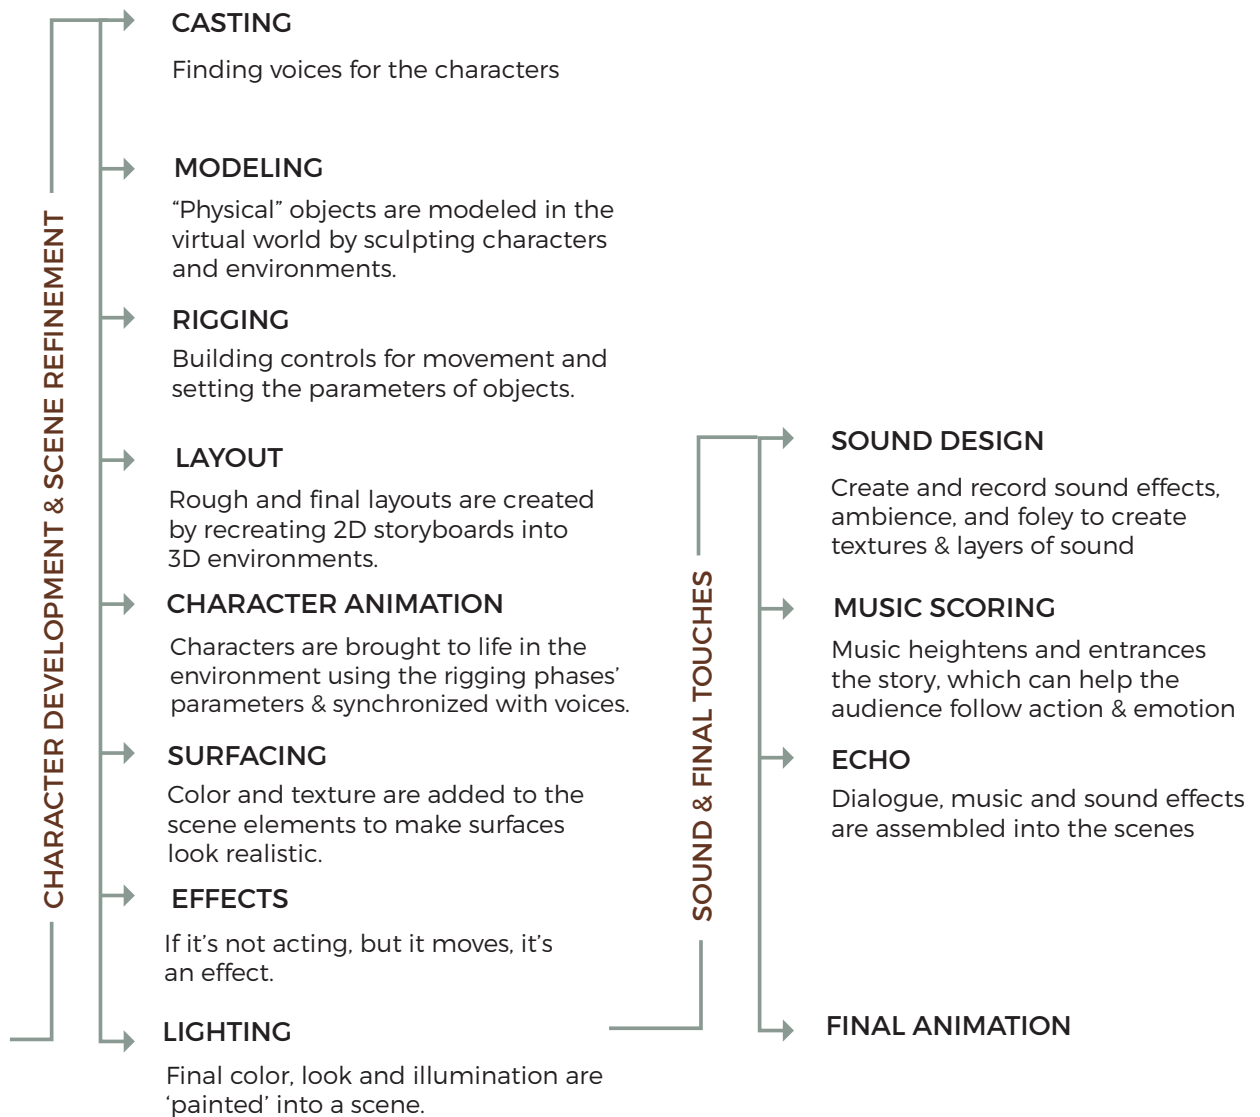 CHARACTER DEVELOPMENT & SCENE REFINEMENT
CASTING
Finding voices for the characters
MODELING
“Physical” objects are modeled in the
virtual world by sculpting characters
and environments.
RIGGING
Building controls for movement and
setting the parameters of objects.
LAYOUT
Rough and final layouts are created
by recreating 2D storyboards into
3D environments.
CHARACTER ANIMATION
Characters are brought to life in the
environment using the rigging phases’
parameters & synchronized with voices.
SURFACING
Color and texture are added to the
scene elements to make surfaces
look realistic.
EFFECTS
If it’s not acting, but it moves, it’s
an effect.
LIGHTING
Final color, look and illumination are
‘painted’ into a scene.
SOUND & FINAL TOUCHES
SOUND DESIGN
Create and record sound effects,
ambience, and foley to create
textures & layers of sound
MUSIC SCORING
Music heightens and entrances
the story, which can help the
audience follow action & emotion
ECHO
Dialogue, music and sound effects
are assembled into the scenes
FINAL ANIMATION